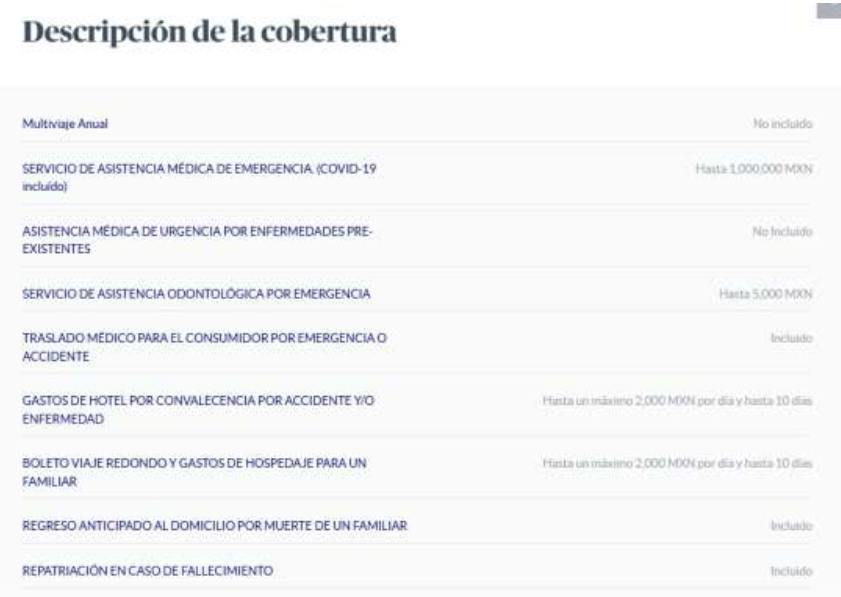 Descripción de la cobertura
Multiviaje Anual
No incluido
SERVICIO DE ASISTENCIA MÉDICA DE EMERGENCIA. (COVID-19
incluído)
Hasta 1,000,000 MXN
ASISTENCIA MÉDICA DE URGENCIA POR ENFERMEDADES PRE-
EXISTENTES
No Incluido
SERVICIO DE ASISTENCIA ODONTOLÓGICA POR EMERGENCIA
Hasta 5,000 MXN
TRASLADO MÉDICO PARA EL CONSUMIDOR POR EMERGENCIA O
ACCIDENTE
Incluido
GASTOS DE HOTEL POR CONVALECENCIA POR ACCIDENTE Y/O
ENFERMEDAD
Hasta un máximo 2,000 MXN por día y hasta 10 días
BOLETO VIAJE REDONDO Y GASTOS DE HOSPEDAJE PARA UN
FAMILIAR
Hasta un máximo 2,000 MXN por día y hasta 10 días
REGRESO ANTICIPADO AL DOMICILIO POR MUERTE DE UN FAMILIAR
Incluido
REPATRIACIÓN EN CASO DE FALLECIMIENTO
Incluido